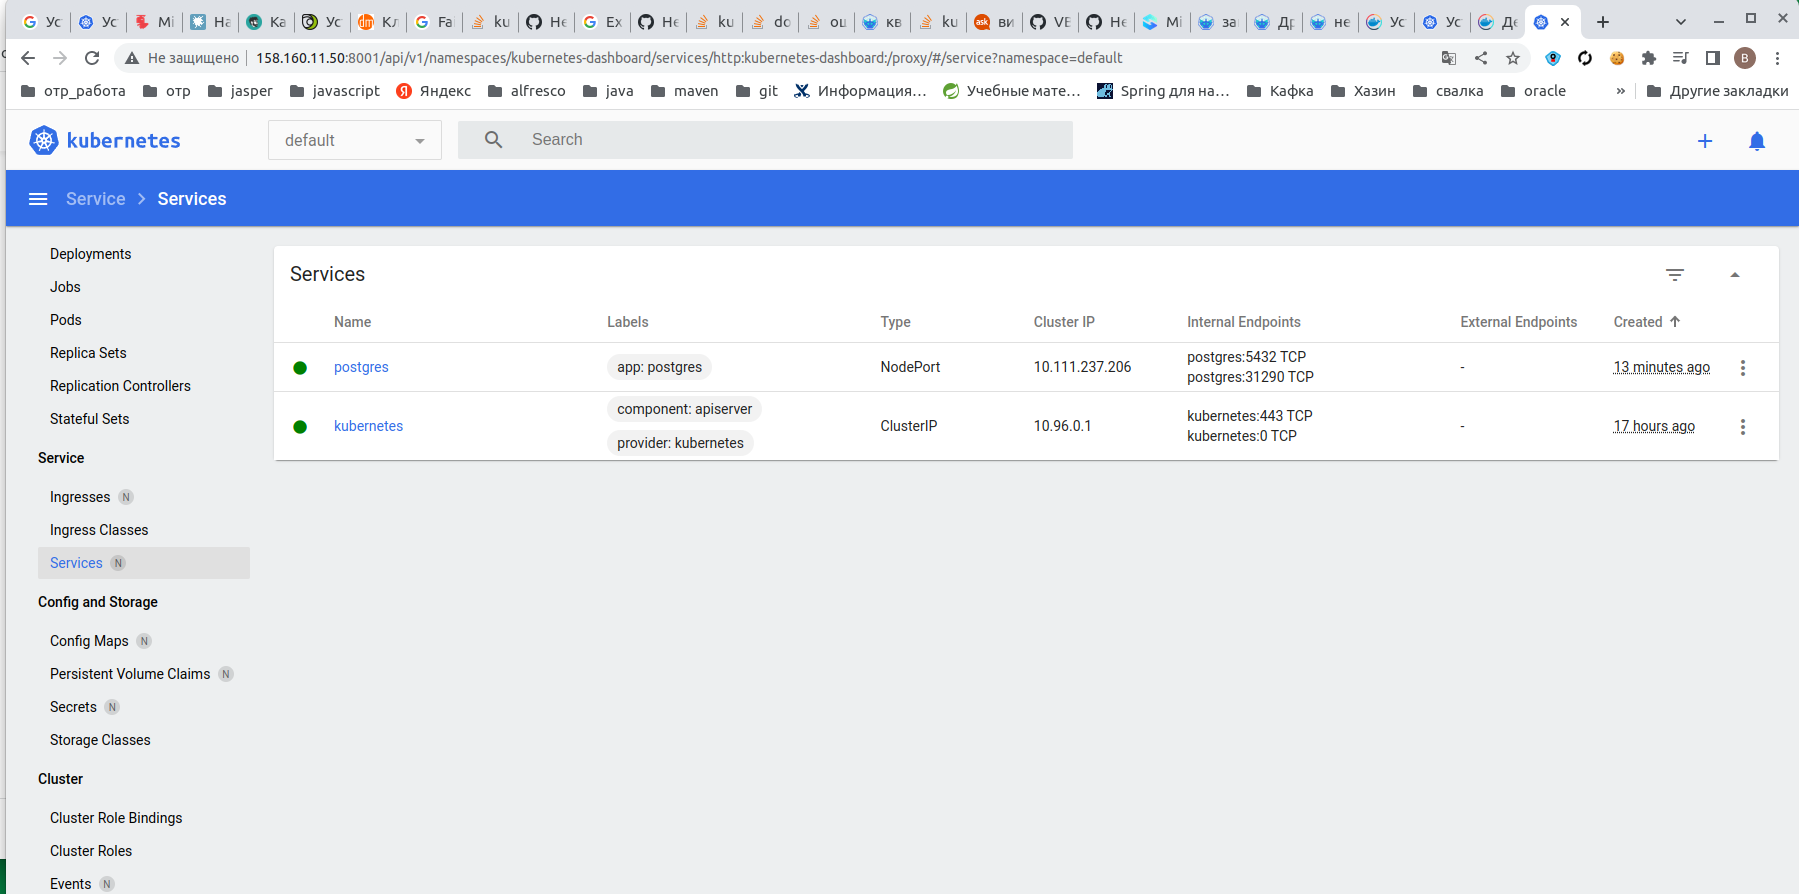 Ус Ус Mi На Ка Ус Кл Fai ku He Ex He ku do ош кв ku ви VE He Mi за Др не Ус Ус Де
Не защищено 158.160.11.50:8001/api/v1/namespaces/kubernetes-dashboard/services/http:kubernetes-dashboard:/proxy/#/service?namespace=default B
отр_работа отр jasper javascript Яндекс alfresco java maven git Информация… Учебные мате… Spring для на… Кафка Хазин свалка oracle » Другие закладки
kubernetes default Search
Service Services
Deployments
Jobs
Pods
Replica Sets
Replication Controllers
Stateful Sets
Service
Ingresses N
Ingress Classes
Services N
Config and Storage
Config Maps N
Persistent Volume Claims N
Secrets N
Storage Classes
Cluster
Cluster Role Bindings
Cluster Roles
Events N
Services
Name Labels Type Cluster IP Internal Endpoints External Endpoints Created
postgres app: postgres NodePort 10.111.237.206 postgres:5432 TCP - 13 minutes ago
postgres:31290 TCP
kubernetes component: apiserver ClusterIP 10.96.0.1 kubernetes:443 TCP - 17 hours ago
provider: kubernetes kubernetes:0 TCP